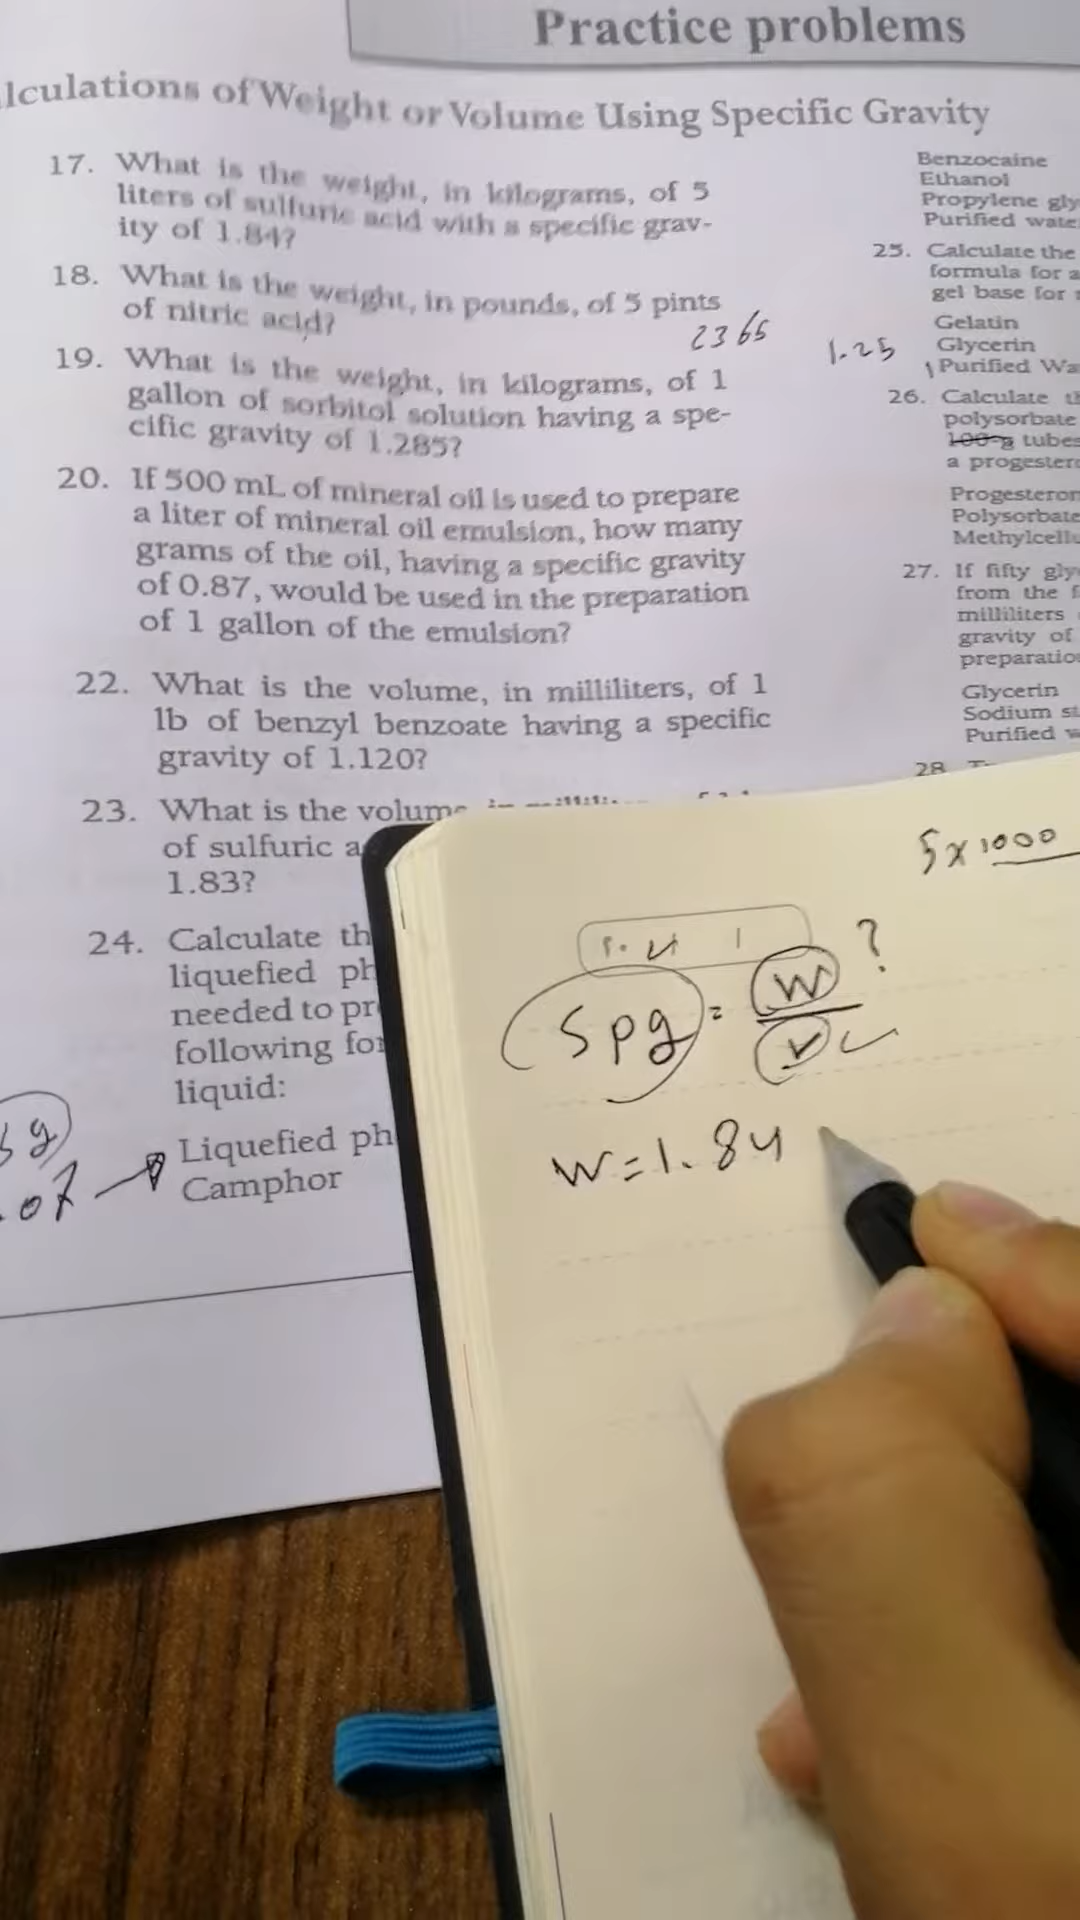 Practice problems
lculations of Weight or Volume Using Specific Gravity
17. What is the weight, in kilograms, of 5
liters of sulfuric acid with a specific grav-
ity of 1.84?
18. What is the weight, in pounds, of 5 pints
of nitric acid?
2365
19. What is the weight, in kilograms, of 1
gallon of sorbitol solution having a spe-
cific gravity of 1.285?
20. If 500 mL of mineral oil is used to prepare
a liter of mineral oil emulsion, how many
grams of the oil, having a specific gravity
of 0.87, would be used in the preparation
of 1 gallon of the emulsion?
22. What is the volume, in milliliters, of 1
lb of benzyl benzoate having a specific
gravity of 1.120?
23. What is the volume
of sulfuric a
1.83?
24. Calculate th
liquefied ph
needed to pr
following for
liquid:
Liquefied ph
Camphor
Benzocaine
Ethanol
Propylene gly
Purified wate
25. Calculate the
formula for a
gel base for
Gelatin
1.25 Glycerin
Purified Wa
26. Calculate th
polysorbate
100-g tubes
a progester
Progesteron
Polysorbate
Methylcellu
27. If fifty gly
from the f
milliliters
gravity of
preparatio
Glycerin
Sodium st
Purified w
28
5x1000
spg = w ?
v
w=1.84